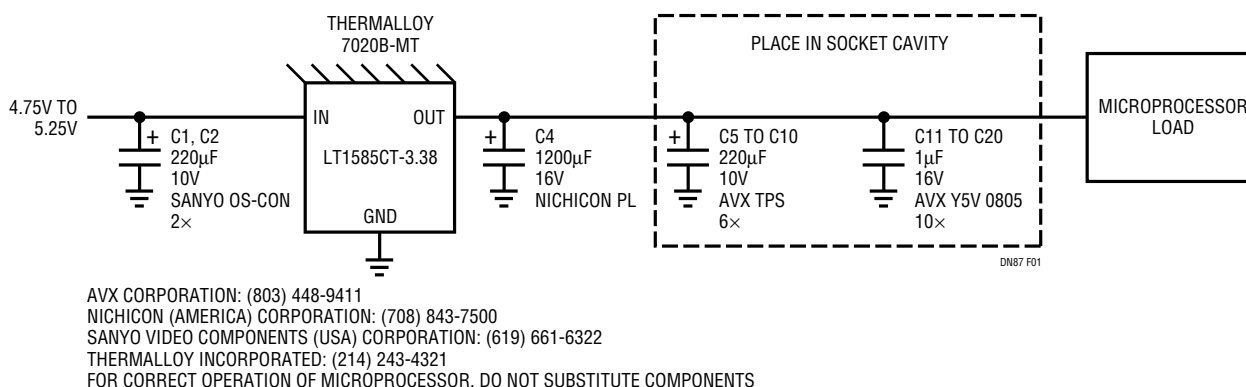 THERMALLOY
7020B-MT
PLACE IN SOCKET CAVITY
4.75V TO
5.25V
IN
OUT
LT1585CT-3.38
GND
+
C1, C2
220µF
10V
SANYO OS-CON
2×
+
C4
1200µF
16V
NICHICON PL
+
C5 TO C10
220µF
10V
AVX TPS
6×
C11 TO C20
1µF
16V
AVX Y5V 0805
10×
MICROPROCESSOR
LOAD
DN87 F01
AVX CORPORATION: (803) 448-9411
NICHICON (AMERICA) CORPORATION: (708) 843-7500
SANYO VIDEO COMPONENTS (USA) CORPORATION: (619) 661-6322
THERMALLOY INCORPORATED: (214) 243-4321
FOR CORRECT OPERATION OF MICROPROCESSOR, DO NOT SUBSTITUTE COMPONENTS